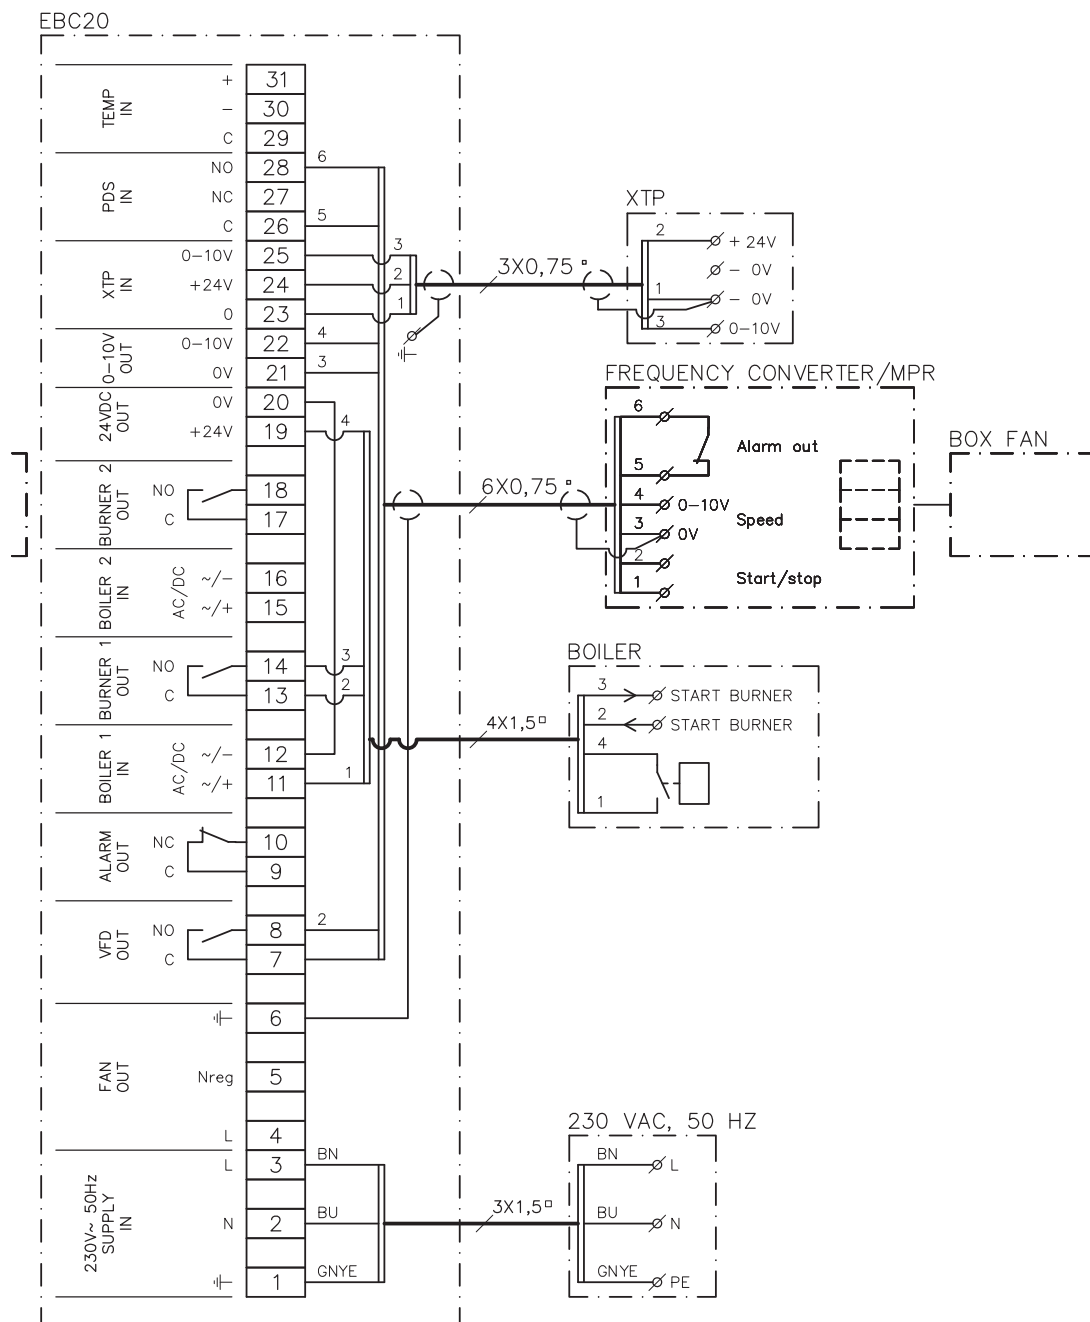 EBC20
TEMP IN
+ 31
- 30
C 29
PDS IN
NO 28 6
NC 27
C 26 5
XTP IN
0-10V 25 3
+24V 24 2
0 23 1
0-10V OUT
0-10V 22 4
0V 21 3
24VDC OUT
0V 20
+24V 19 4
BURNER 2 OUT
NO 18
C 17
BOILER 2 IN
AC/DC
~/- 16
~/+ 15
BURNER 1 OUT
NO 14 3
C 13 2
BOILER 1 IN
AC/DC
~/- 12
~/+ 11 1
ALARM OUT
NC 10
C 9
VFD OUT
NO 8 2
C 7
FAN OUT
6
Nreg 5
L 4
230V~ 50Hz SUPPLY IN
L 3 BN
N 2 BU
1 GNYE
3X0,75
XTP
2 + 24V
- 0V
1 - 0V
3 0-10V
6X0,75
FREQUENCY CONVERTER/MPR
6
Alarm out
5
4 0-10V
Speed
3 0V
2
Start/stop
1
BOX FAN
4X1,5
BOILER
3 START BURNER
2 START BURNER
4
1
3X1,5
230 VAC, 50 HZ
BN L
BU N
GNYE PE